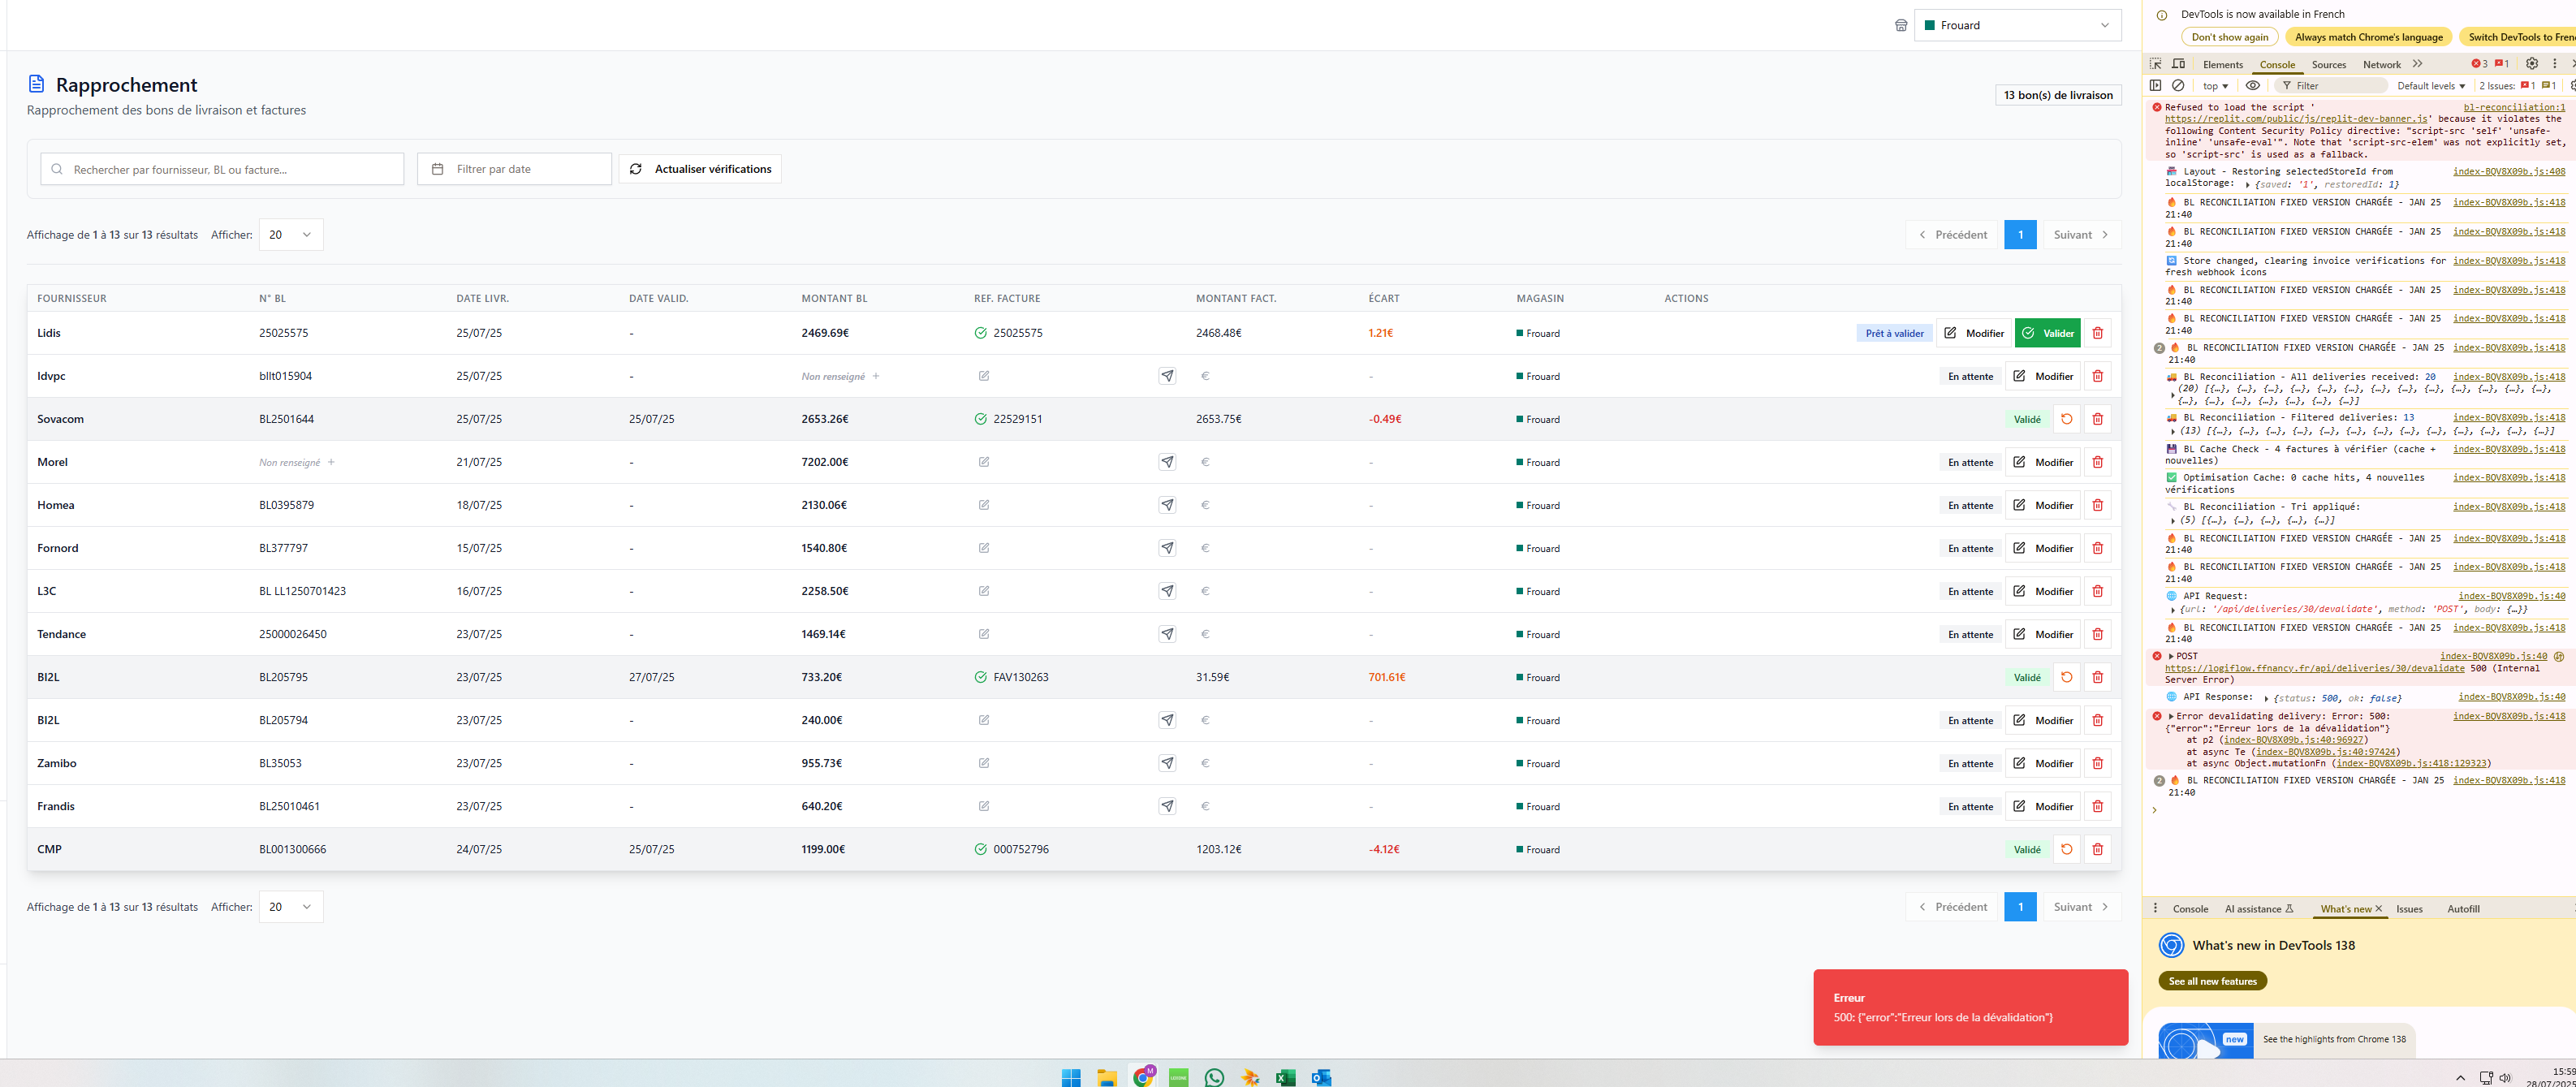 Frouard
Rapprochement
Rapprochement des bons de livraison et factures
13 bon(s) de livraison
Rechercher par fournisseur, BL ou facture...
Filtrer par date
Actualiser vérifications
Affichage de 1 à 13 sur 13 résultats Afficher: 20
Précédent 1 Suivant
FOURNISSEUR N° BL DATE LIVR. DATE VALID. MONTANT BL REF. FACTURE MONTANT FACT. ÉCART MAGASIN ACTIONS
Lidis 25025575 25/07/25 - 2469.69€ 25025575 2468.48€ 1.21€ Frouard Prêt à valider Modifier Valider
Idvpc bllt015904 25/07/25 - Non renseigné + € - Frouard En attente Modifier
Sovacom BL2501644 25/07/25 25/07/25 2653.26€ 22529151 2653.75€ -0.49€ Frouard Validé
Morel Non renseigné + 21/07/25 - 7202.00€ € - Frouard En attente Modifier
Homea BL0395879 18/07/25 - 2130.06€ € - Frouard En attente Modifier
Fornord BL377797 15/07/25 - 1540.80€ € - Frouard En attente Modifier
L3C BL LL1250701423 16/07/25 - 2258.50€ € - Frouard En attente Modifier
Tendance 25000026450 23/07/25 - 1469.14€ € - Frouard En attente Modifier
BI2L BL205795 23/07/25 27/07/25 733.20€ FAV130263 31.59€ 701.61€ Frouard Validé
BI2L BL205794 23/07/25 - 240.00€ € - Frouard En attente Modifier
Zamibo BL35053 23/07/25 - 955.73€ € - Frouard En attente Modifier
Frandis BL25010461 23/07/25 - 640.20€ € - Frouard En attente Modifier
CMP BL001300666 24/07/25 25/07/25 1199.00€ 000752796 1203.12€ -4.12€ Frouard Validé
Affichage de 1 à 13 sur 13 résultats Afficher: 20
Précédent 1 Suivant
Erreur
500: {"error":"Erreur lors de la dévalidation"}
DevTools is now available in French
Don't show again Always match Chrome's language Switch DevTools to Fren
Elements Console Sources Network 3 1
top Filter Default levels 2 Issues: 1 1
Refused to load the script ' bl-reconciliation:1
https://replit.com/public/js/replit-dev-banner.js' because it violates the
following Content Security Policy directive: "script-src 'self' 'unsafe-
inline' 'unsafe-eval'". Note that 'script-src-elem' was not explicitly set,
so 'script-src' is used as a fallback.
Layout - Restoring selectedStoreId from index-BQV8X09b.js:408
localStorage: {saved: '1', restoredId: 1}
BL RECONCILIATION FIXED VERSION CHARGÉE - JAN 25 index-BQV8X09b.js:418
21:40
BL RECONCILIATION FIXED VERSION CHARGÉE - JAN 25 index-BQV8X09b.js:418
21:40
Store changed, clearing invoice verifications for index-BQV8X09b.js:418
fresh webhook icons
BL RECONCILIATION FIXED VERSION CHARGÉE - JAN 25 index-BQV8X09b.js:418
21:40
BL RECONCILIATION FIXED VERSION CHARGÉE - JAN 25 index-BQV8X09b.js:418
21:40
2 BL RECONCILIATION FIXED VERSION CHARGÉE - JAN 25 index-BQV8X09b.js:418
21:40
BL Reconciliation - All deliveries received: 20 index-BQV8X09b.js:418
(20) [{…}, {…}, {…}, {…}, {…}, {…}, {…}, {…}, {…}, {…}, {…}, {…}, {…},
{…}, {…}, {…}, {…}, {…}, {…}, {…}]
BL Reconciliation - Filtered deliveries: 13 index-BQV8X09b.js:418
(13) [{…}, {…}, {…}, {…}, {…}, {…}, {…}, {…}, {…}, {…}, {…}, {…}, {…}]
BL Cache Check - 4 factures à vérifier (cache + index-BQV8X09b.js:418
nouvelles)
Optimisation Cache: 0 cache hits, 4 nouvelles index-BQV8X09b.js:418
vérifications
BL Reconciliation - Tri appliqué: index-BQV8X09b.js:418
(5) [{…}, {…}, {…}, {…}, {…}]
BL RECONCILIATION FIXED VERSION CHARGÉE - JAN 25 index-BQV8X09b.js:418
21:40
BL RECONCILIATION FIXED VERSION CHARGÉE - JAN 25 index-BQV8X09b.js:418
21:40
API Request: index-BQV8X09b.js:40
{url: '/api/deliveries/30/devalidate', method: 'POST', body: {…}}
BL RECONCILIATION FIXED VERSION CHARGÉE - JAN 25 index-BQV8X09b.js:418
21:40
POST index-BQV8X09b.js:40
https://logiflow.ffnancy.fr/api/deliveries/30/devalidate 500 (Internal
Server Error)
API Response: {status: 500, ok: false} index-BQV8X09b.js:40
Error devalidating delivery: Error: 500: index-BQV8X09b.js:418
{"error":"Erreur lors de la dévalidation"}
at p2 (index-BQV8X09b.js:40:96927)
at async Te (index-BQV8X09b.js:40:97424)
at async Object.mutationFn (index-BQV8X09b.js:418:129323)
2 BL RECONCILIATION FIXED VERSION CHARGÉE - JAN 25 index-BQV8X09b.js:418
21:40
Console AI assistance What's new Issues Autofill
What's new in DevTools 138
See all new features
new See the highlights from Chrome 138
15:59